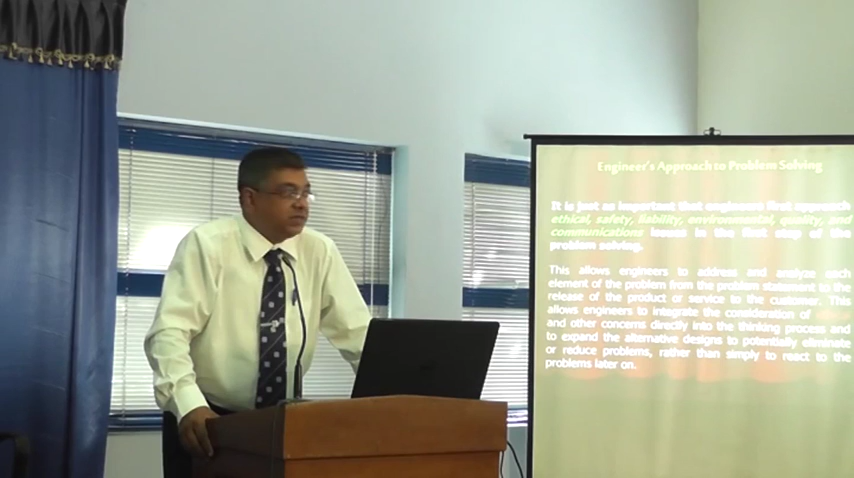 Engineer's Approach to Problem Solving
It is just as important that engineers first approach
ethical, safety, liability, environmental, quality, and
communications issues in the first step of the
problem solving.
This allows engineers to address and analyze each
element of the problem from the problem statement to the
release of the product or service to the customer. This
allows engineers to integrate the consideration of
and other concerns directly into the thinking process and
to expand the alternative designs to potentially eliminate
or reduce problems, rather than simply to react to the
problems later on.